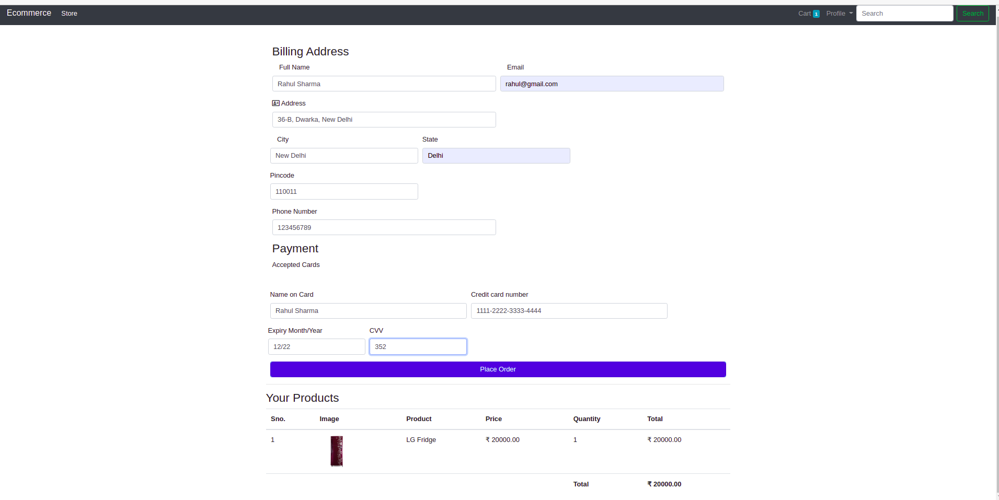 Ecommerce Store Cart 1 Profile Search Search
Billing Address
Full Name Email
Rahul Sharma rahul@gmail.com
Address
36-B, Dwarka, New Delhi
City State
New Delhi Delhi
Pincode
110011
Phone Number
123456789
Payment
Accepted Cards
Name on Card Credit card number
Rahul Sharma 1111-2222-3333-4444
Expiry Month/Year CVV
12/22 352
Place Order
Your Products
Sno. Image Product Price Quantity Total
1 LG Fridge ₹ 20000.00 1 ₹ 20000.00
Total ₹ 20000.00